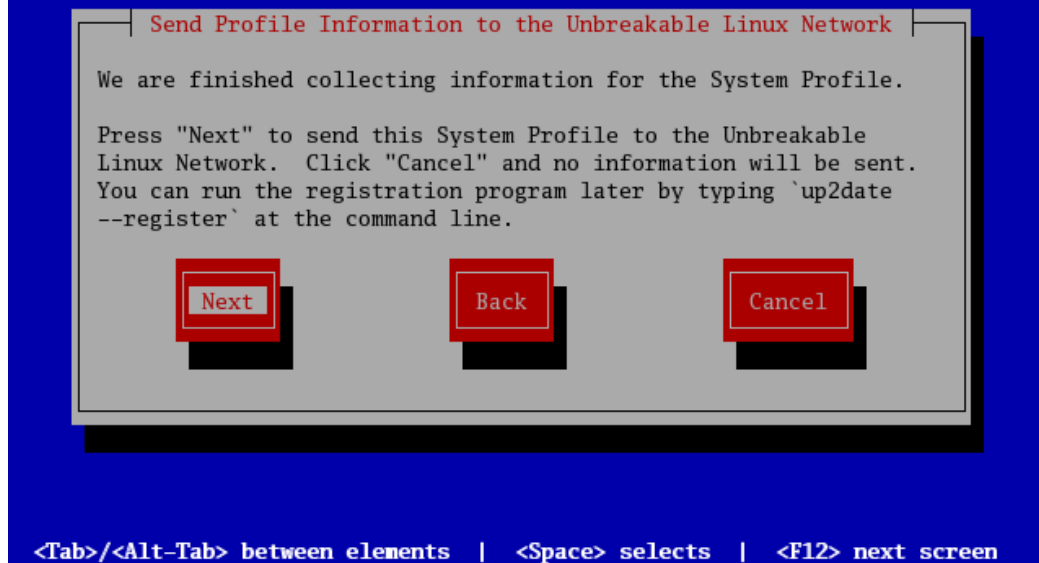 Send Profile Information to the Unbreakable Linux Network
We are finished collecting information for the System Profile.
Press "Next" to send this System Profile to the Unbreakable
Linux Network.  Click "Cancel" and no information will be sent.
You can run the registration program later by typing `up2date
--register` at the command line.
Next Back Cancel
<Tab>/<Alt-Tab> between elements  |  <Space> selects  |  <F12> next screen